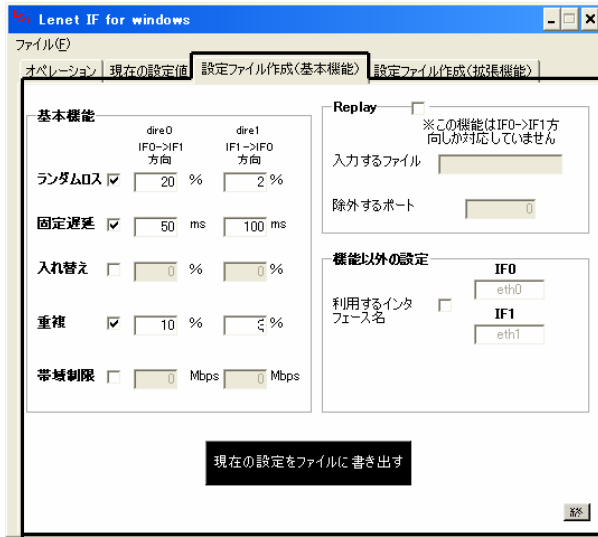 Lenet IF for windows
ファイル(F)
オペレーション 現在の設定値 設定ファイル作成(基本機能) 設定ファイル作成(拡張機能)
基本機能
dire0 dire1
IF0->IF1 IF1->IF0
方向 方向
ランダムロス 20 % 2 %
固定遅延 50 ms 100 ms
入れ替え 0 % 0 %
重複 10 % %
帯域制限 0 Mbps 0 Mbps
Replay
※この機能はIF0->IF1方
向しか対応していません
入力するファイル
除外するポート 0
機能以外の設定
IF0
eth0
利用するインタ
フェース名
IF1
eth1
現在の設定をファイルに書き出す